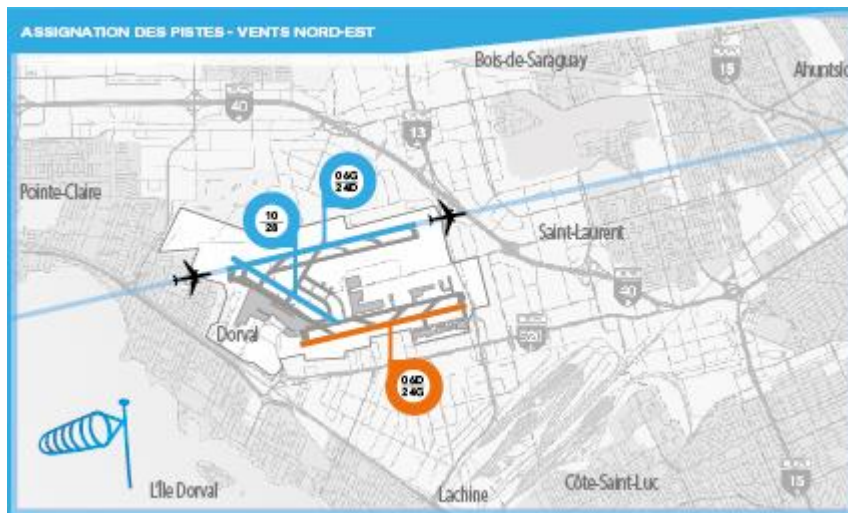 ASSIGNATION DES PISTES - VENTS NORD-EST
Bois-de-Saraguay
15
Ahuntsic
40
13
Pointe-Claire
06G
24D
10
28
Saint-Laurent
40
Dorval
520
06D
24G
L'Île Dorval
Lachine
Côte-Saint-Luc
15